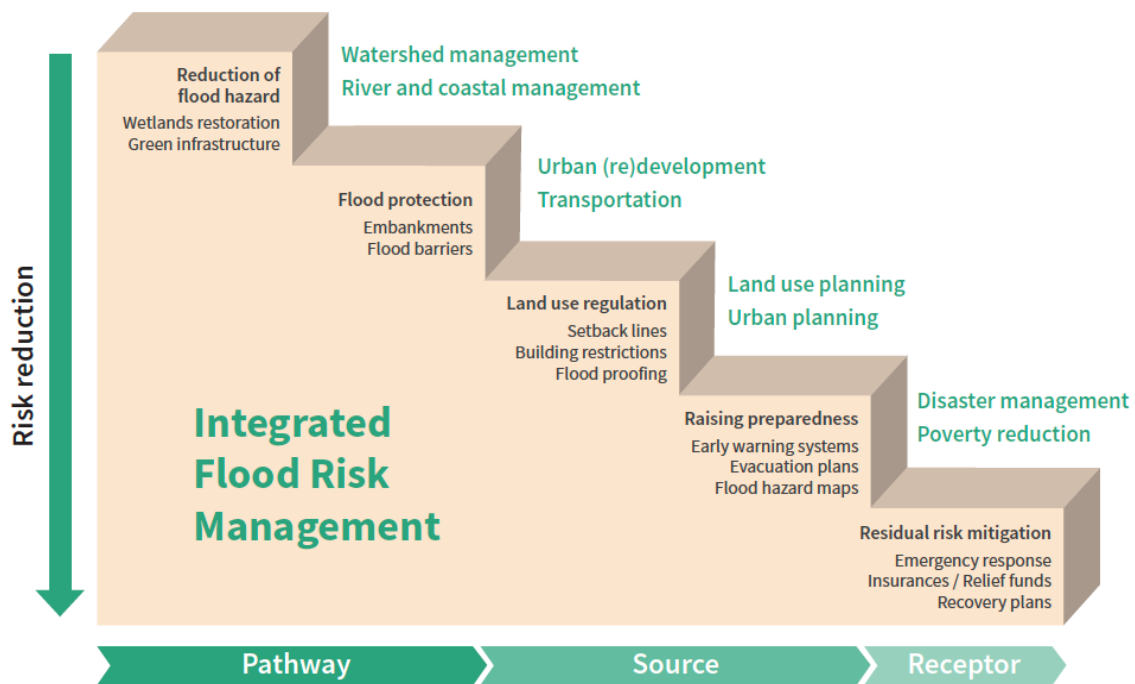 Watershed management
River and coastal management
Reduction of
flood hazard
Wetlands restoration
Green infrastructure
Urban (re)development
Transportation
Flood protection
Embankments
Flood barriers
Land use planning
Urban planning
Land use regulation
Setback lines
Building restrictions
Flood proofing
Disaster management
Poverty reduction
Raising preparedness
Early warning systems
Evacuation plans
Flood hazard maps
Residual risk mitigation
Emergency response
Insurances / Relief funds
Recovery plans
Risk reduction
Integrated
Flood Risk
Management
Pathway
Source
Receptor